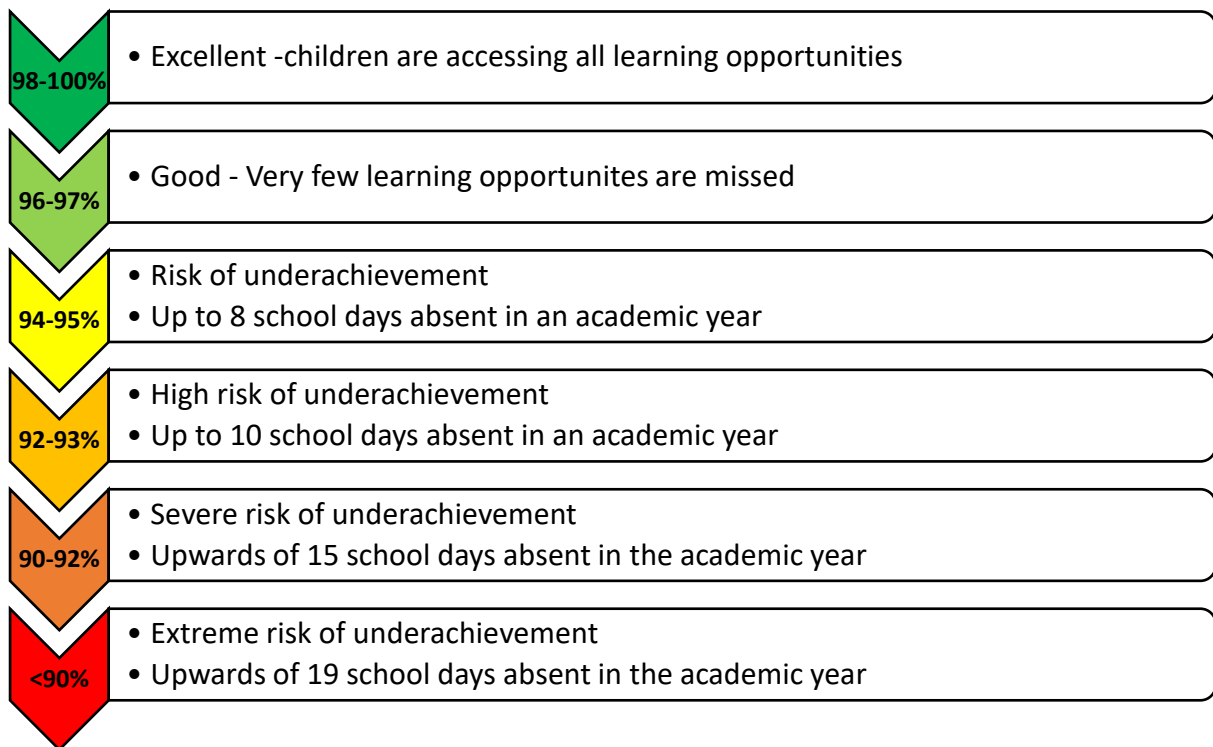 98-100%
• Excellent -children are accessing all learning opportunities
96-97%
• Good - Very few learning opportunites are missed
94-95%
• Risk of underachievement
• Up to 8 school days absent in an academic year
92-93%
• High risk of underachievement
• Up to 10 school days absent in an academic year
90-92%
• Severe risk of underachievement
• Upwards of 15 school days absent in the academic year
<90%
• Extreme risk of underachievement
• Upwards of 19 school days absent in the academic year